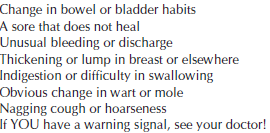 Change in bowel or bladder habits
A sore that does not heal
Unusual bleeding or discharge
Thickening or lump in breast or elsewhere
Indigestion or difficulty in swallowing
Obvious change in wart or mole
Nagging cough or hoarseness
If YOU have a warning signal, see your doctor!